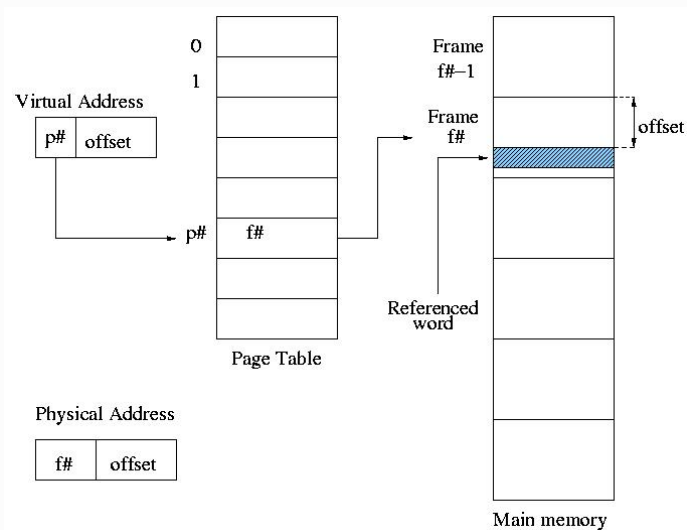 0
1
Virtual Address
p# offset
p# f#
Page Table
Physical Address
f# offset
Frame
f#−1
Frame
f#
offset
Referenced
word
Main memory